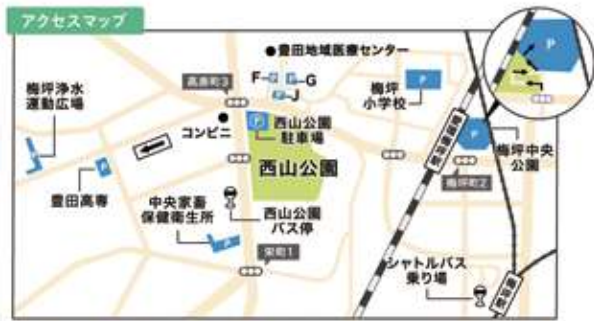 アクセスマップ
豊田地域医療センター
F
P
P
G
P
J
高原町3
梅坪浄水
運動広場
コンビニ
P
西山公園
駐車場
P
梅坪
小学校
P
梅坪中央
公園
梅坪町2
P
豊田高専
西山公園
中央家畜
保健衛生所
P
西山公園
バス停
栄町1
シャトルバス
乗り場
P